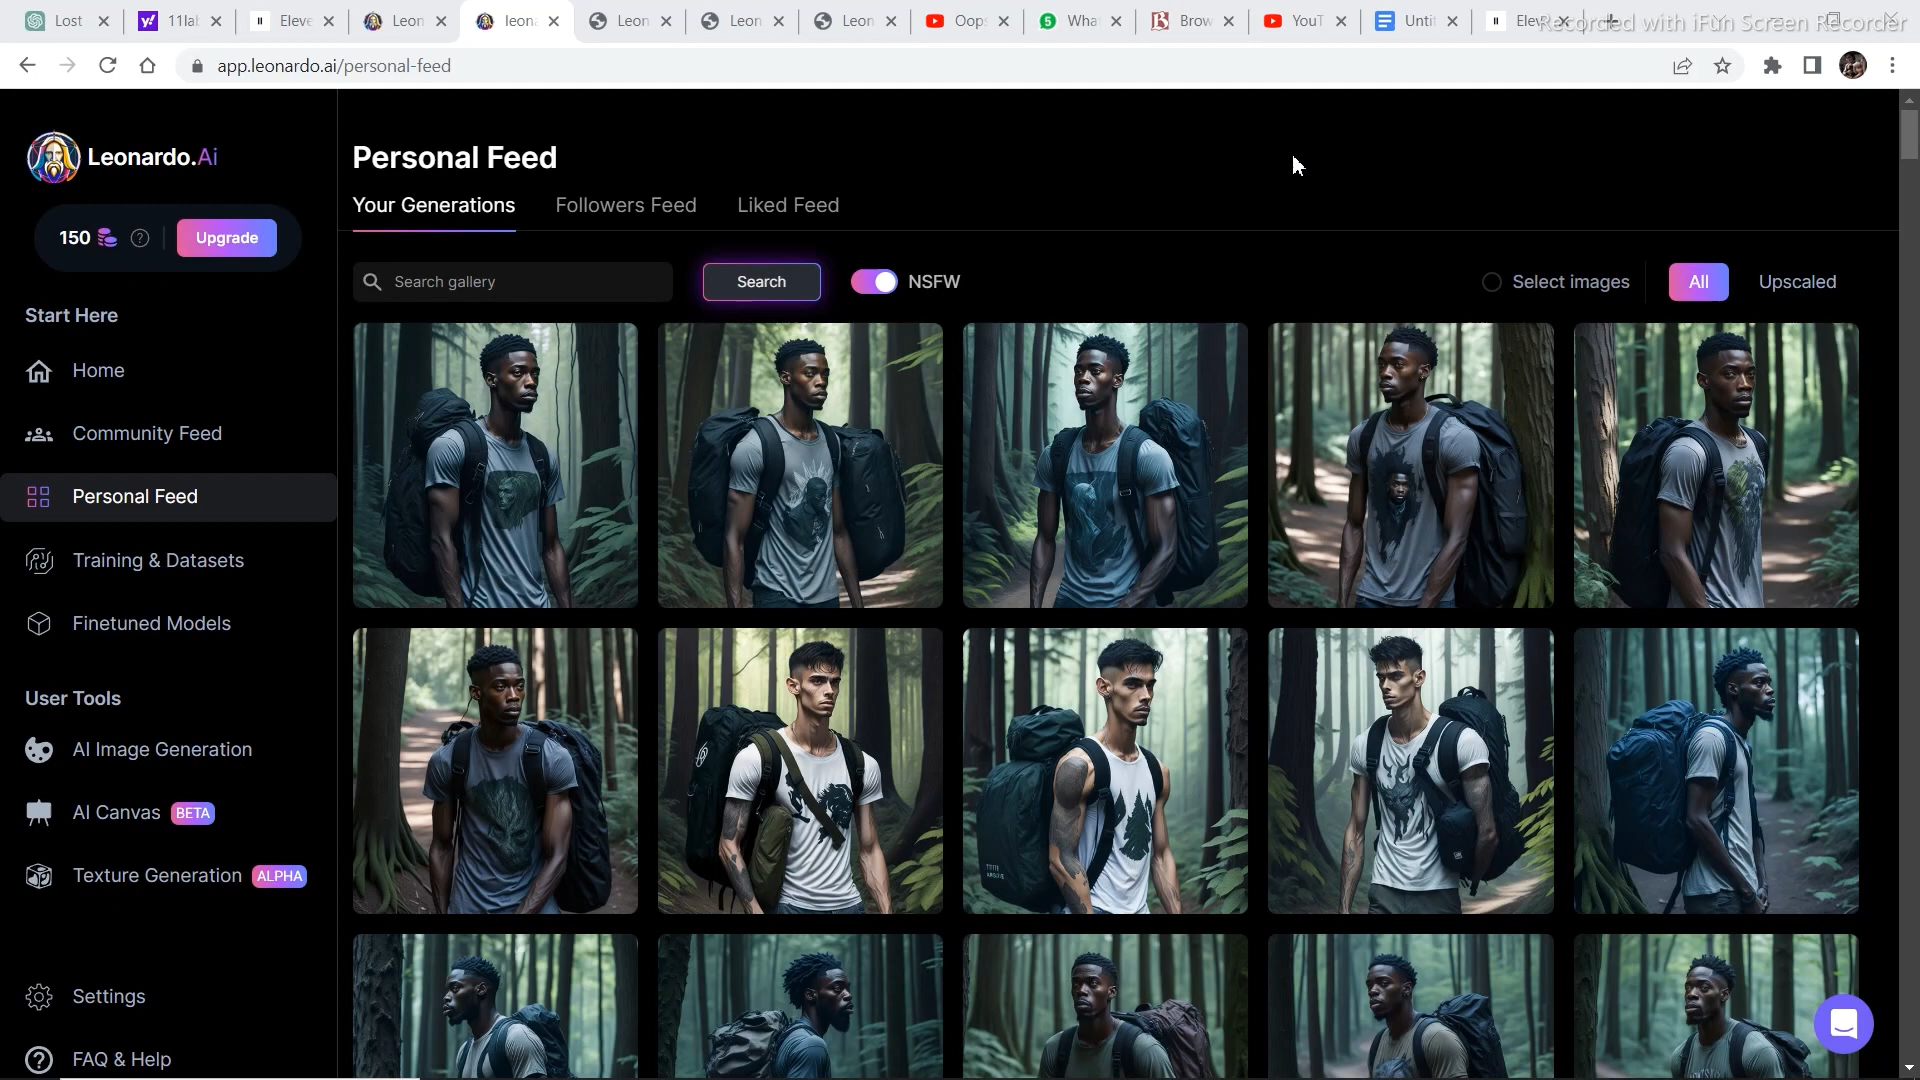 Lost
11la
Eleve
Leon
leona
Leon
Leon
Leon
Oops
Wha
Brow
YouT
Unti
Elev
Recorded with iFun Screen Recorder
app.leonardo.ai/personal-feed
Leonardo.Ai
150
Upgrade
Start Here
Home
Community Feed
Personal Feed
Training & Datasets
Finetuned Models
User Tools
AI Image Generation
AI Canvas BETA
Texture Generation ALPHA
Settings
FAQ & Help
Personal Feed
Your Generations Followers Feed Liked Feed
Search gallery Search NSFW Select images All Upscaled